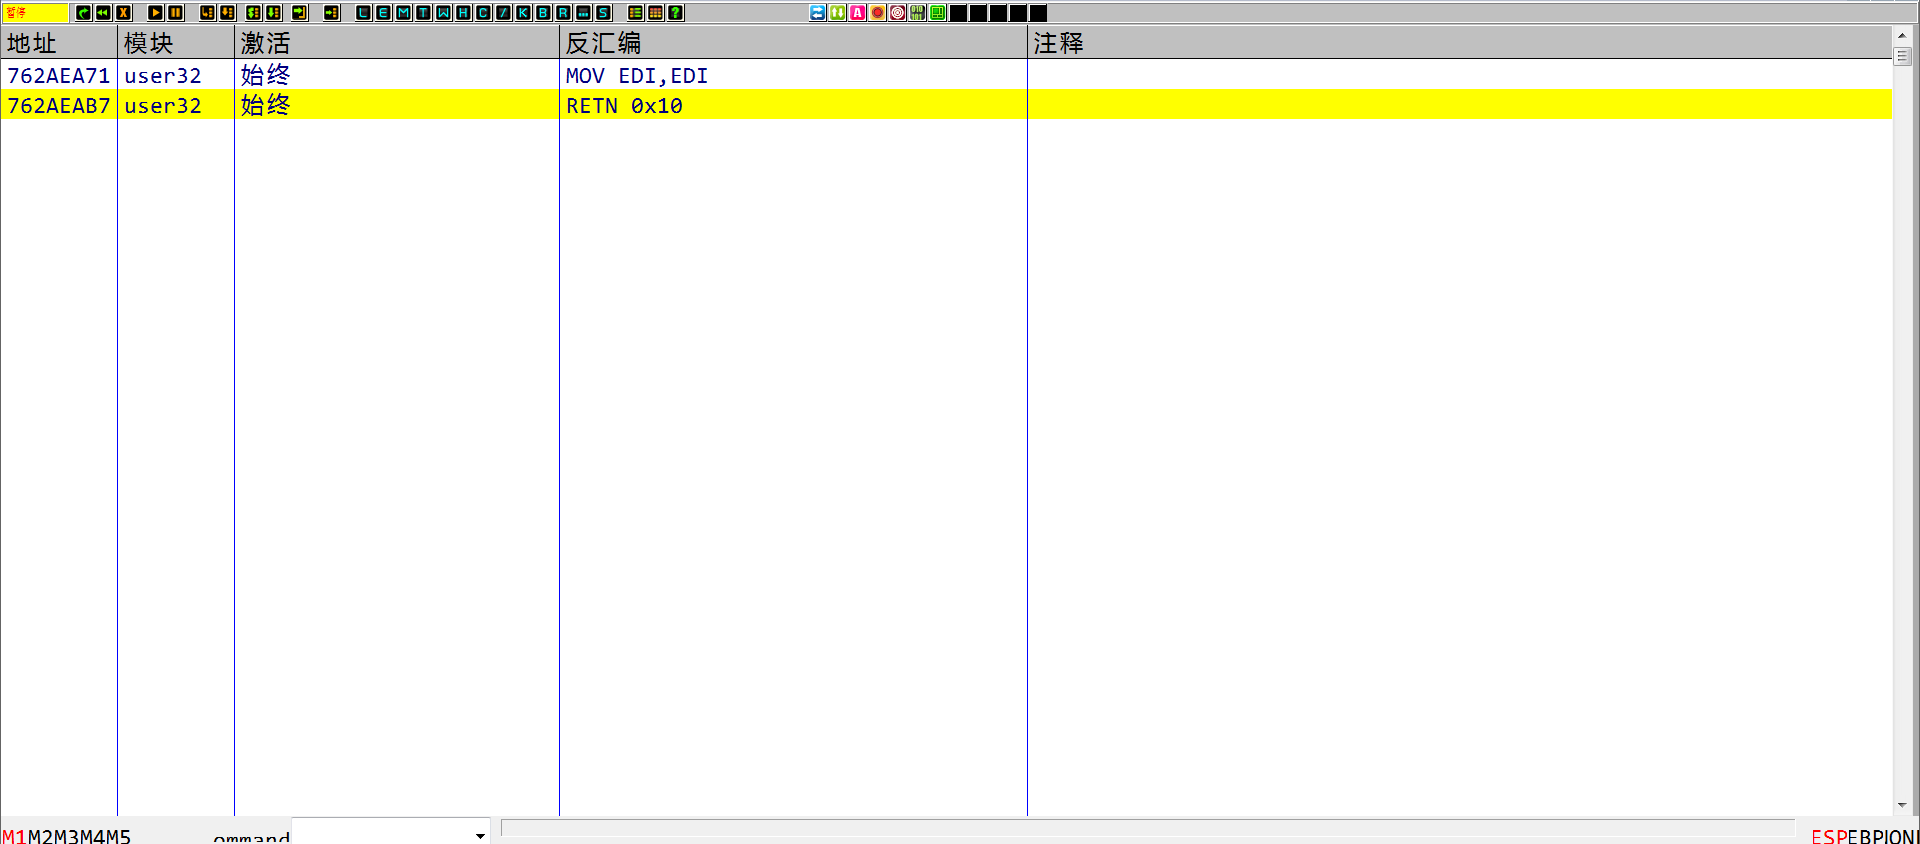 暂停 L E M T W H C / K B R ... S ? A
地址 模块 激活 反汇编 注释
762AEA71 user32 始终 MOV EDI,EDI
762AEAB7 user32 始终 RETN 0x10
M1M2M3M4M5 ommand ESPEBP